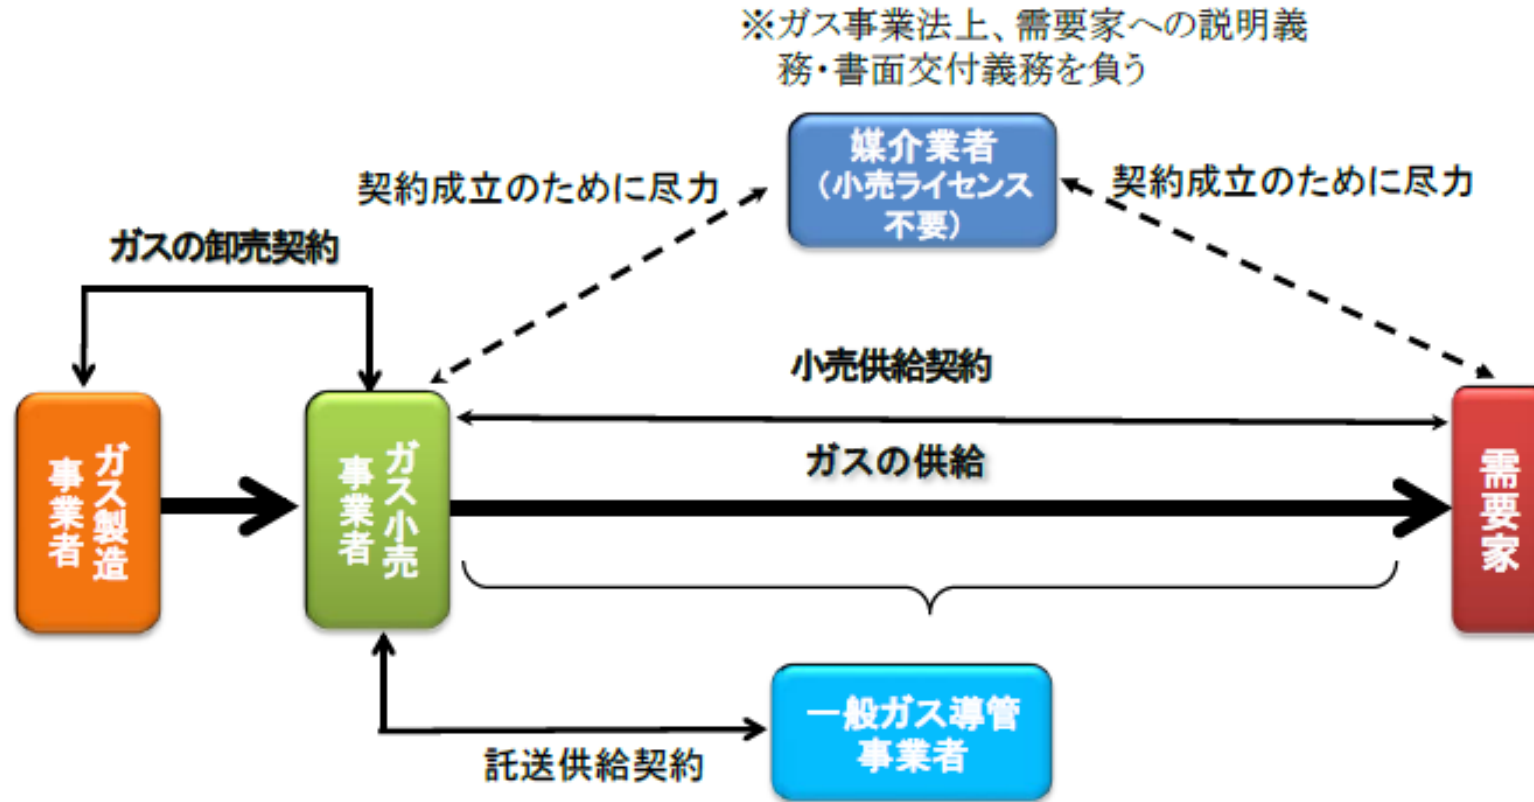 ※ガス事業法上、需要家への説明義
務・書面交付義務を負う
媒介業者
（小売ライセンス
不要）
契約成立のために尽力
契約成立のために尽力
ガスの卸売契約
小売供給契約
ガスの供給
ガス製造
事業者
ガス小売
事業者
需要家
一般ガス導管
事業者
託送供給契約